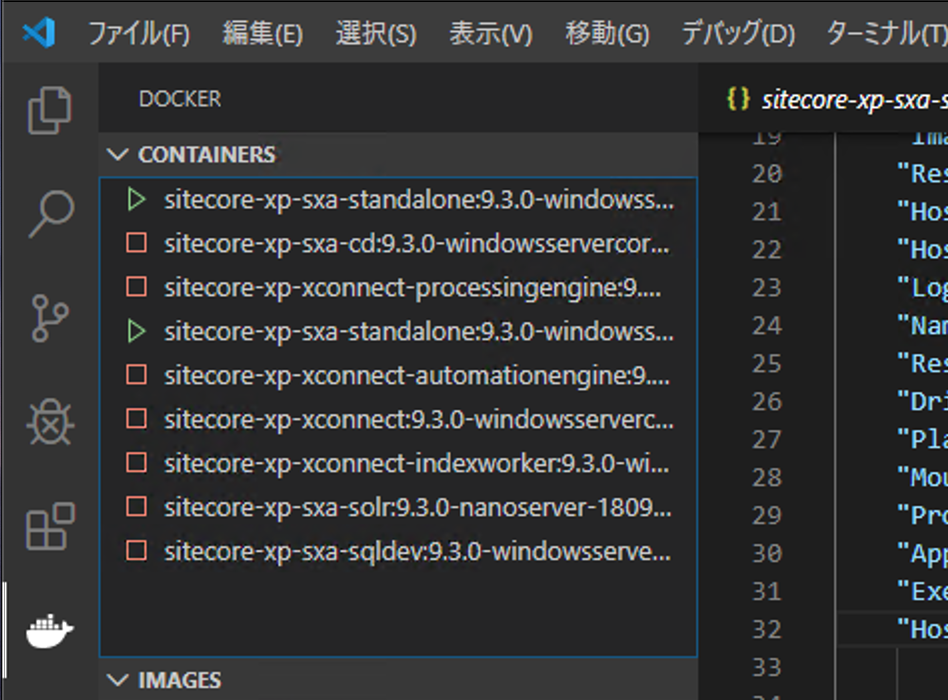 ファイル(F) 編集(E) 選択(S) 表示(V) 移動(G) デバッグ(D) ターミナル(T)
DOCKER
{} sitecore-xp-sxa-s
CONTAINERS
sitecore-xp-sxa-standalone:9.3.0-windowss...
sitecore-xp-sxa-cd:9.3.0-windowsservercor...
sitecore-xp-xconnect-processingengine:9....
sitecore-xp-sxa-standalone:9.3.0-windowss...
sitecore-xp-xconnect-automationengine:9....
sitecore-xp-xconnect:9.3.0-windowsserverc...
sitecore-xp-xconnect-indexworker:9.3.0-wi...
sitecore-xp-sxa-solr:9.3.0-nanoserver-1809...
sitecore-xp-sxa-sqldev:9.3.0-windowsserve...
IMAGES
19 "Ima
20 "Res
21 "Hos
22 "Hos
23 "Log
24 "Nam
25 "Res
26 "Dri
27 "Pla
28 "Mou
29 "Pro
30 "App
31 "Exe
32 "Hos
33